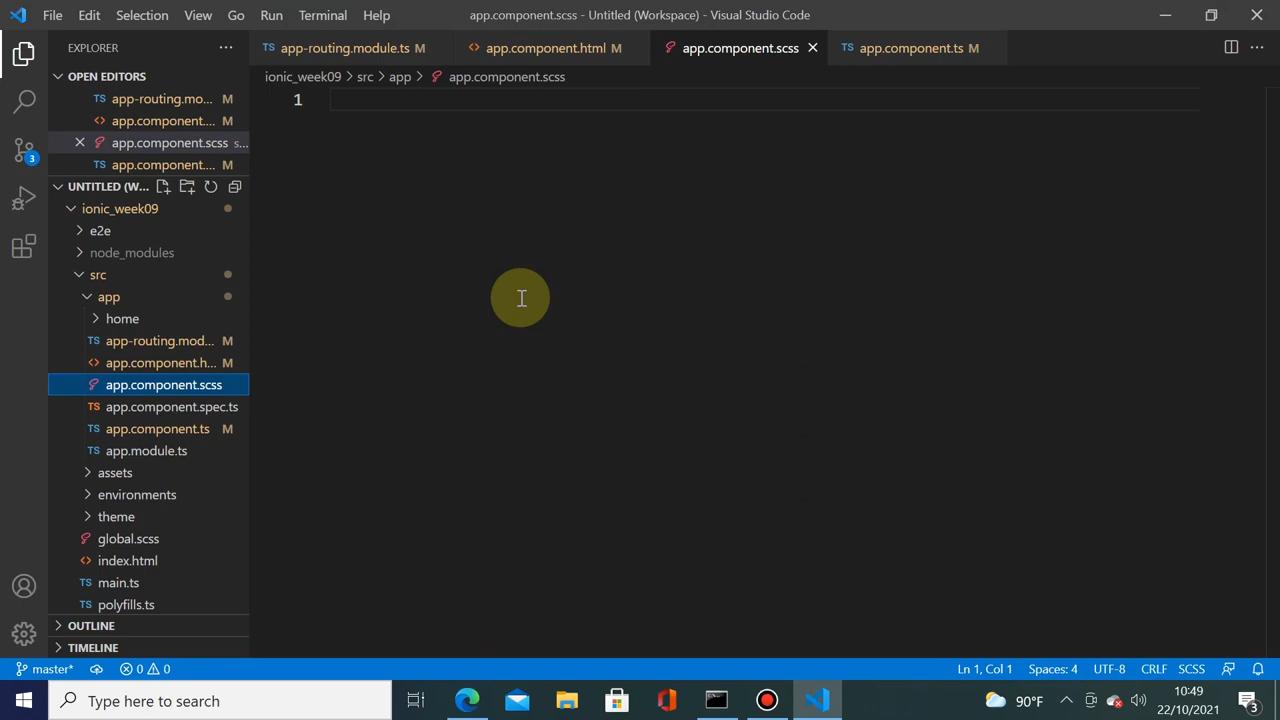 File Edit Selection View Go Run Terminal Help
app.component.scss - Untitled (Workspace) - Visual Studio Code
EXPLORER
OPEN EDITORS
TS app-routing.mo... M
<> app.component.... M
app.component.scss s...
TS app.component.... M
UNTITLED (W...
ionic_week09
e2e
node_modules
src
app
home
TS app-routing.mod... M
<> app.component.h... M
app.component.scss
TS app.component.spec.ts
TS app.component.ts M
TS app.module.ts
assets
environments
theme
global.scss
<> index.html
TS main.ts
TS polyfills.ts
OUTLINE
TIMELINE
TS app-routing.module.ts M
<> app.component.html M
app.component.scss
TS app.component.ts M
ionic_week09 > src > app > app.component.scss
1
3
master* 0 0
Ln 1, Col 1 Spaces: 4 UTF-8 CRLF SCSS
Type here to search
90°F
10:49
22/10/2021
3